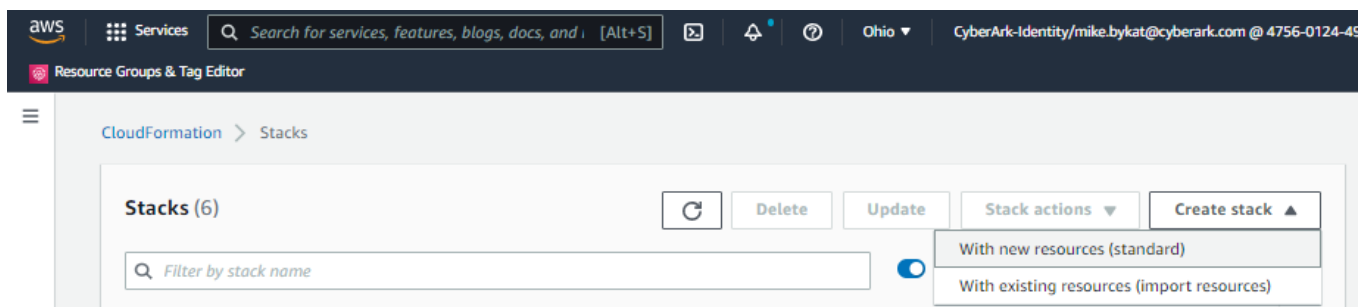 aws Services Search for services, features, blogs, docs, and [Alt+S] Ohio CyberArk-Identity/mike.bykat@cyberark.com @ 4756-0124-49
Resource Groups & Tag Editor
CloudFormation > Stacks
Stacks (6) Delete Update Stack actions Create stack
With new resources (standard)
Filter by stack name
With existing resources (import resources)